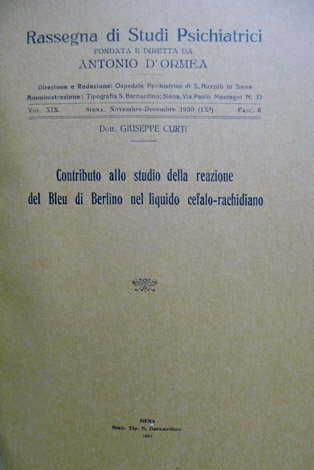 Rassegna di Studi Psichiatrici
FONDATA E DIRETTA DA
ANTONIO D'ORMEA
Direzione e Redazione: Ospedale Psichiatrico di S. Niccolò in Siena
Amministrazione: Tipografia S. Bernardino; Siena, Via Paolo Mascagni N. 33
VOL. XIX. SIENA, Novembre-Dicembre 1930 (IXº) FASC. 6
Dott. GIUSEPPE CURTI
Contributo allo studio della reazione
del Bleu di Berlino nel liquido cefalo-rachidiano
SIENA
Stab. Tip. S. Bernardino
1930